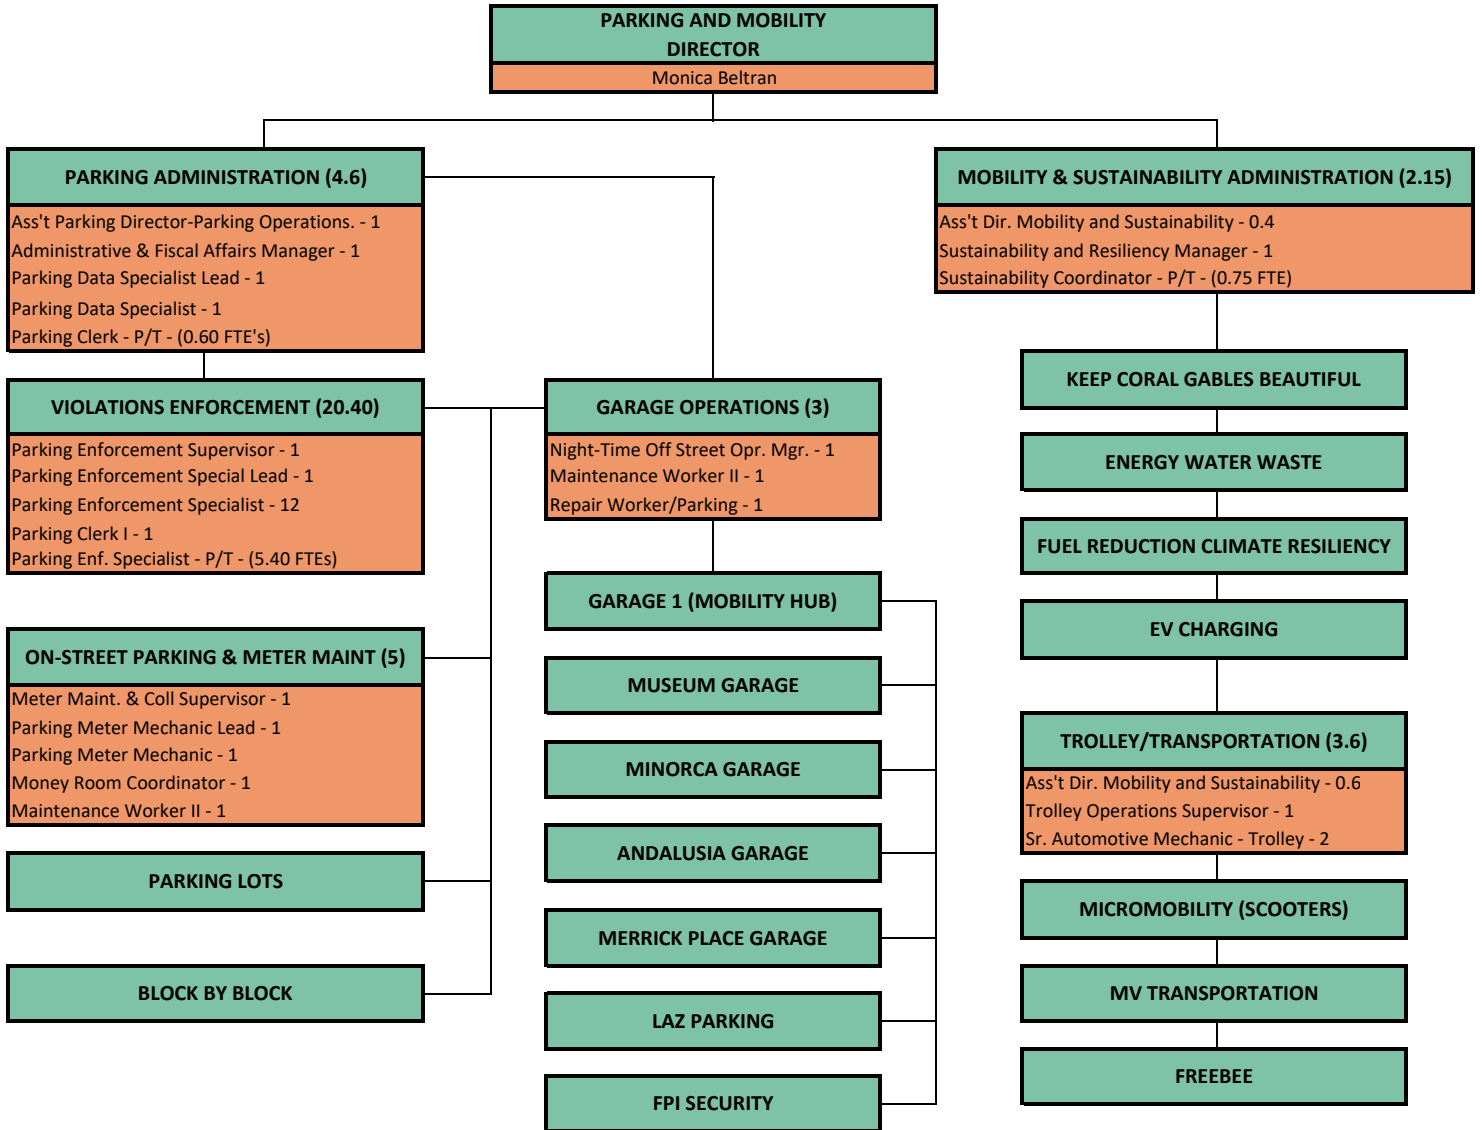 PARKING AND MOBILITY
DIRECTOR
Monica Beltran
PARKING ADMINISTRATION (4.6)
Ass't Parking Director-Parking Operations. - 1
Administrative & Fiscal Affairs Manager - 1
Parking Data Specialist Lead - 1
Parking Data Specialist - 1
Parking Clerk - P/T - (0.60 FTE's)
VIOLATIONS ENFORCEMENT (20.40)
Parking Enforcement Supervisor - 1
Parking Enforcement Special Lead - 1
Parking Enforcement Specialist - 12
Parking Clerk I - 1
Parking Enf. Specialist - P/T - (5.40 FTEs)
ON-STREET PARKING & METER MAINT (5)
Meter Maint. & Coll Supervisor - 1
Parking Meter Mechanic Lead - 1
Parking Meter Mechanic - 1
Money Room Coordinator - 1
Maintenance Worker II - 1
PARKING LOTS
BLOCK BY BLOCK
GARAGE OPERATIONS (3)
Night-Time Off Street Opr. Mgr. - 1
Maintenance Worker II - 1
Repair Worker/Parking - 1
GARAGE 1 (MOBILITY HUB)
MUSEUM GARAGE
MINORCA GARAGE
ANDALUSIA GARAGE
MERRICK PLACE GARAGE
LAZ PARKING
FPI SECURITY
MOBILITY & SUSTAINABILITY ADMINISTRATION (2.15)
Ass't Dir. Mobility and Sustainability - 0.4
Sustainability and Resiliency Manager - 1
Sustainability Coordinator - P/T - (0.75 FTE)
KEEP CORAL GABLES BEAUTIFUL
ENERGY WATER WASTE
FUEL REDUCTION CLIMATE RESILIENCY
EV CHARGING
TROLLEY/TRANSPORTATION (3.6)
Ass't Dir. Mobility and Sustainability - 0.6
Trolley Operations Supervisor - 1
Sr. Automotive Mechanic - Trolley - 2
MICROMOBILITY (SCOOTERS)
MV TRANSPORTATION
FREEBEE